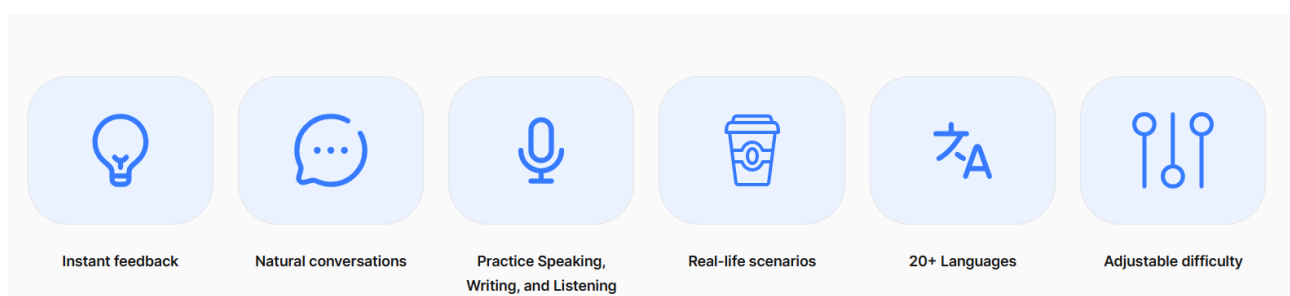 Instant feedback
Natural conversations
Practice Speaking,
Writing, and Listening
Real-life scenarios
20+ Languages
Adjustable difficulty